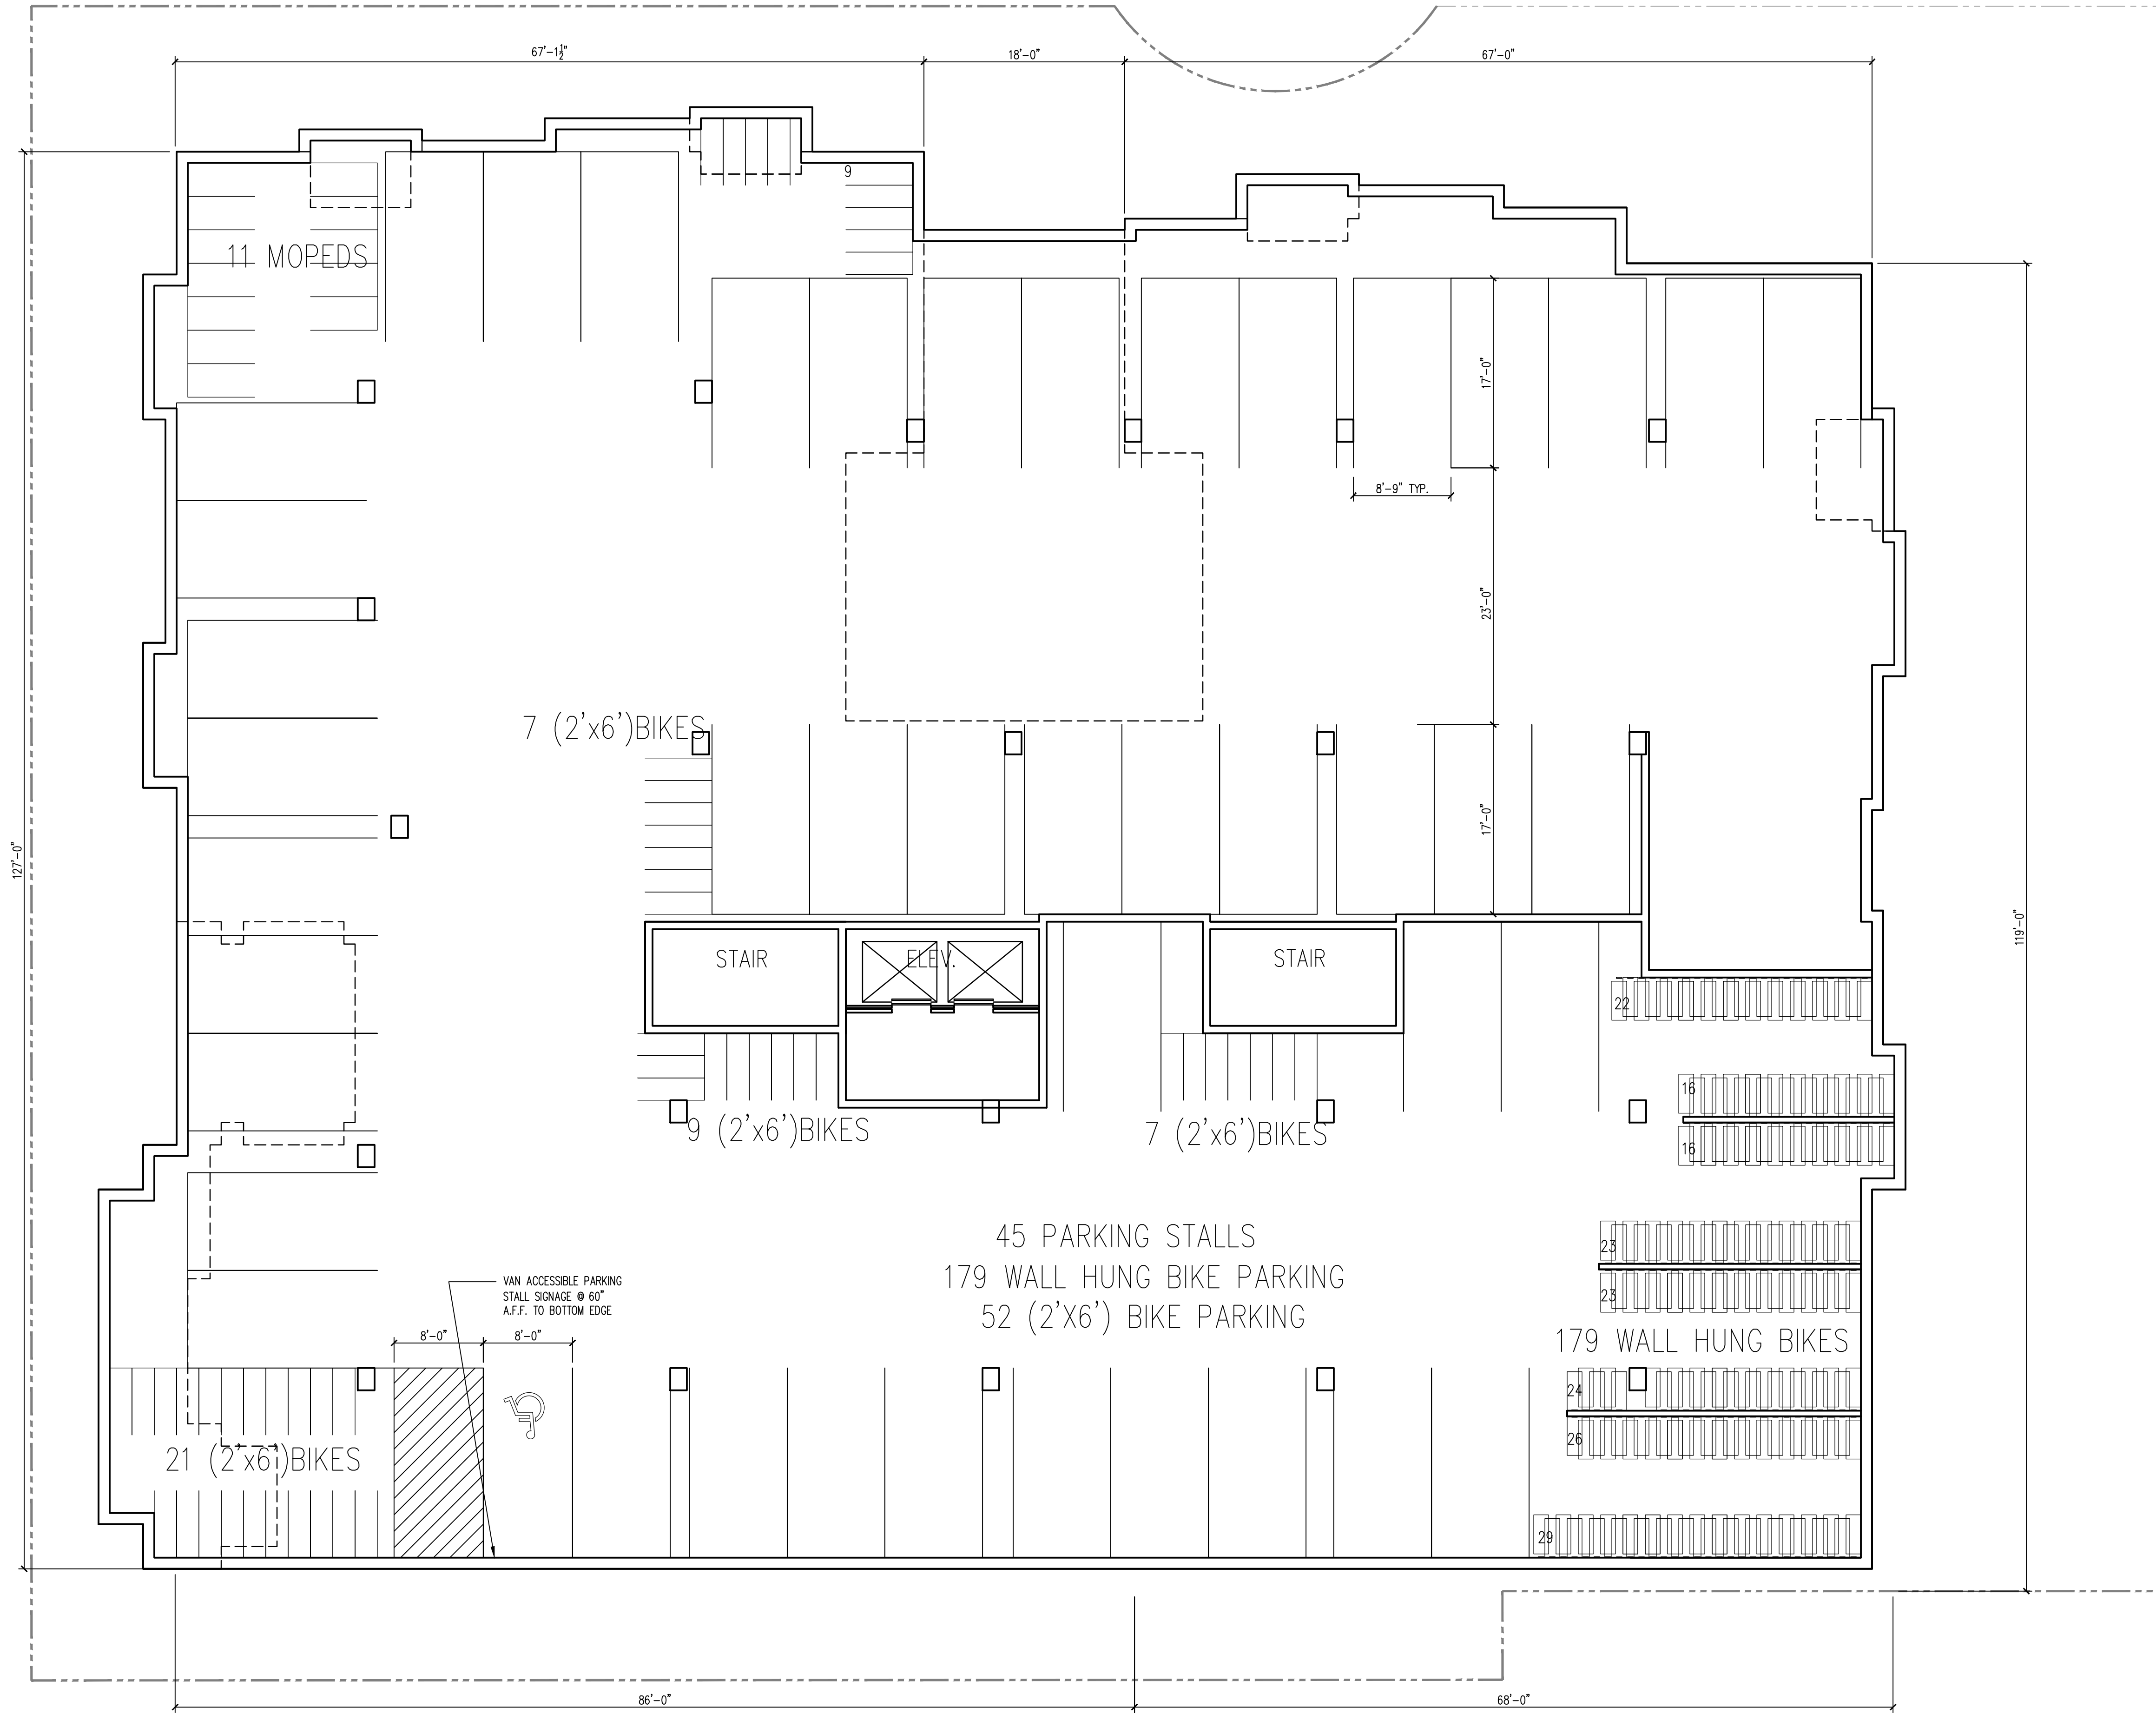 67'-1½"
18'-0"
67'-0"
9
11 MOPEDS
17'-0"
8'-9" TYP.
23'-0"
7 (2'x6')BIKES
17'-0"
127'-0"
119'-0"
STAIR
ELEV.
STAIR
22
16
9 (2'x6')BIKES
7 (2'x6')BIKES
16
45 PARKING STALLS
179 WALL HUNG BIKE PARKING
52 (2'X6') BIKE PARKING
23
23
VAN ACCESSIBLE PARKING
STALL SIGNAGE @ 60"
A.F.F. TO BOTTOM EDGE
8'-0"
8'-0"
179 WALL HUNG BIKES
24
26
21 (2'x6')BIKES
29
86'-0"
68'-0"